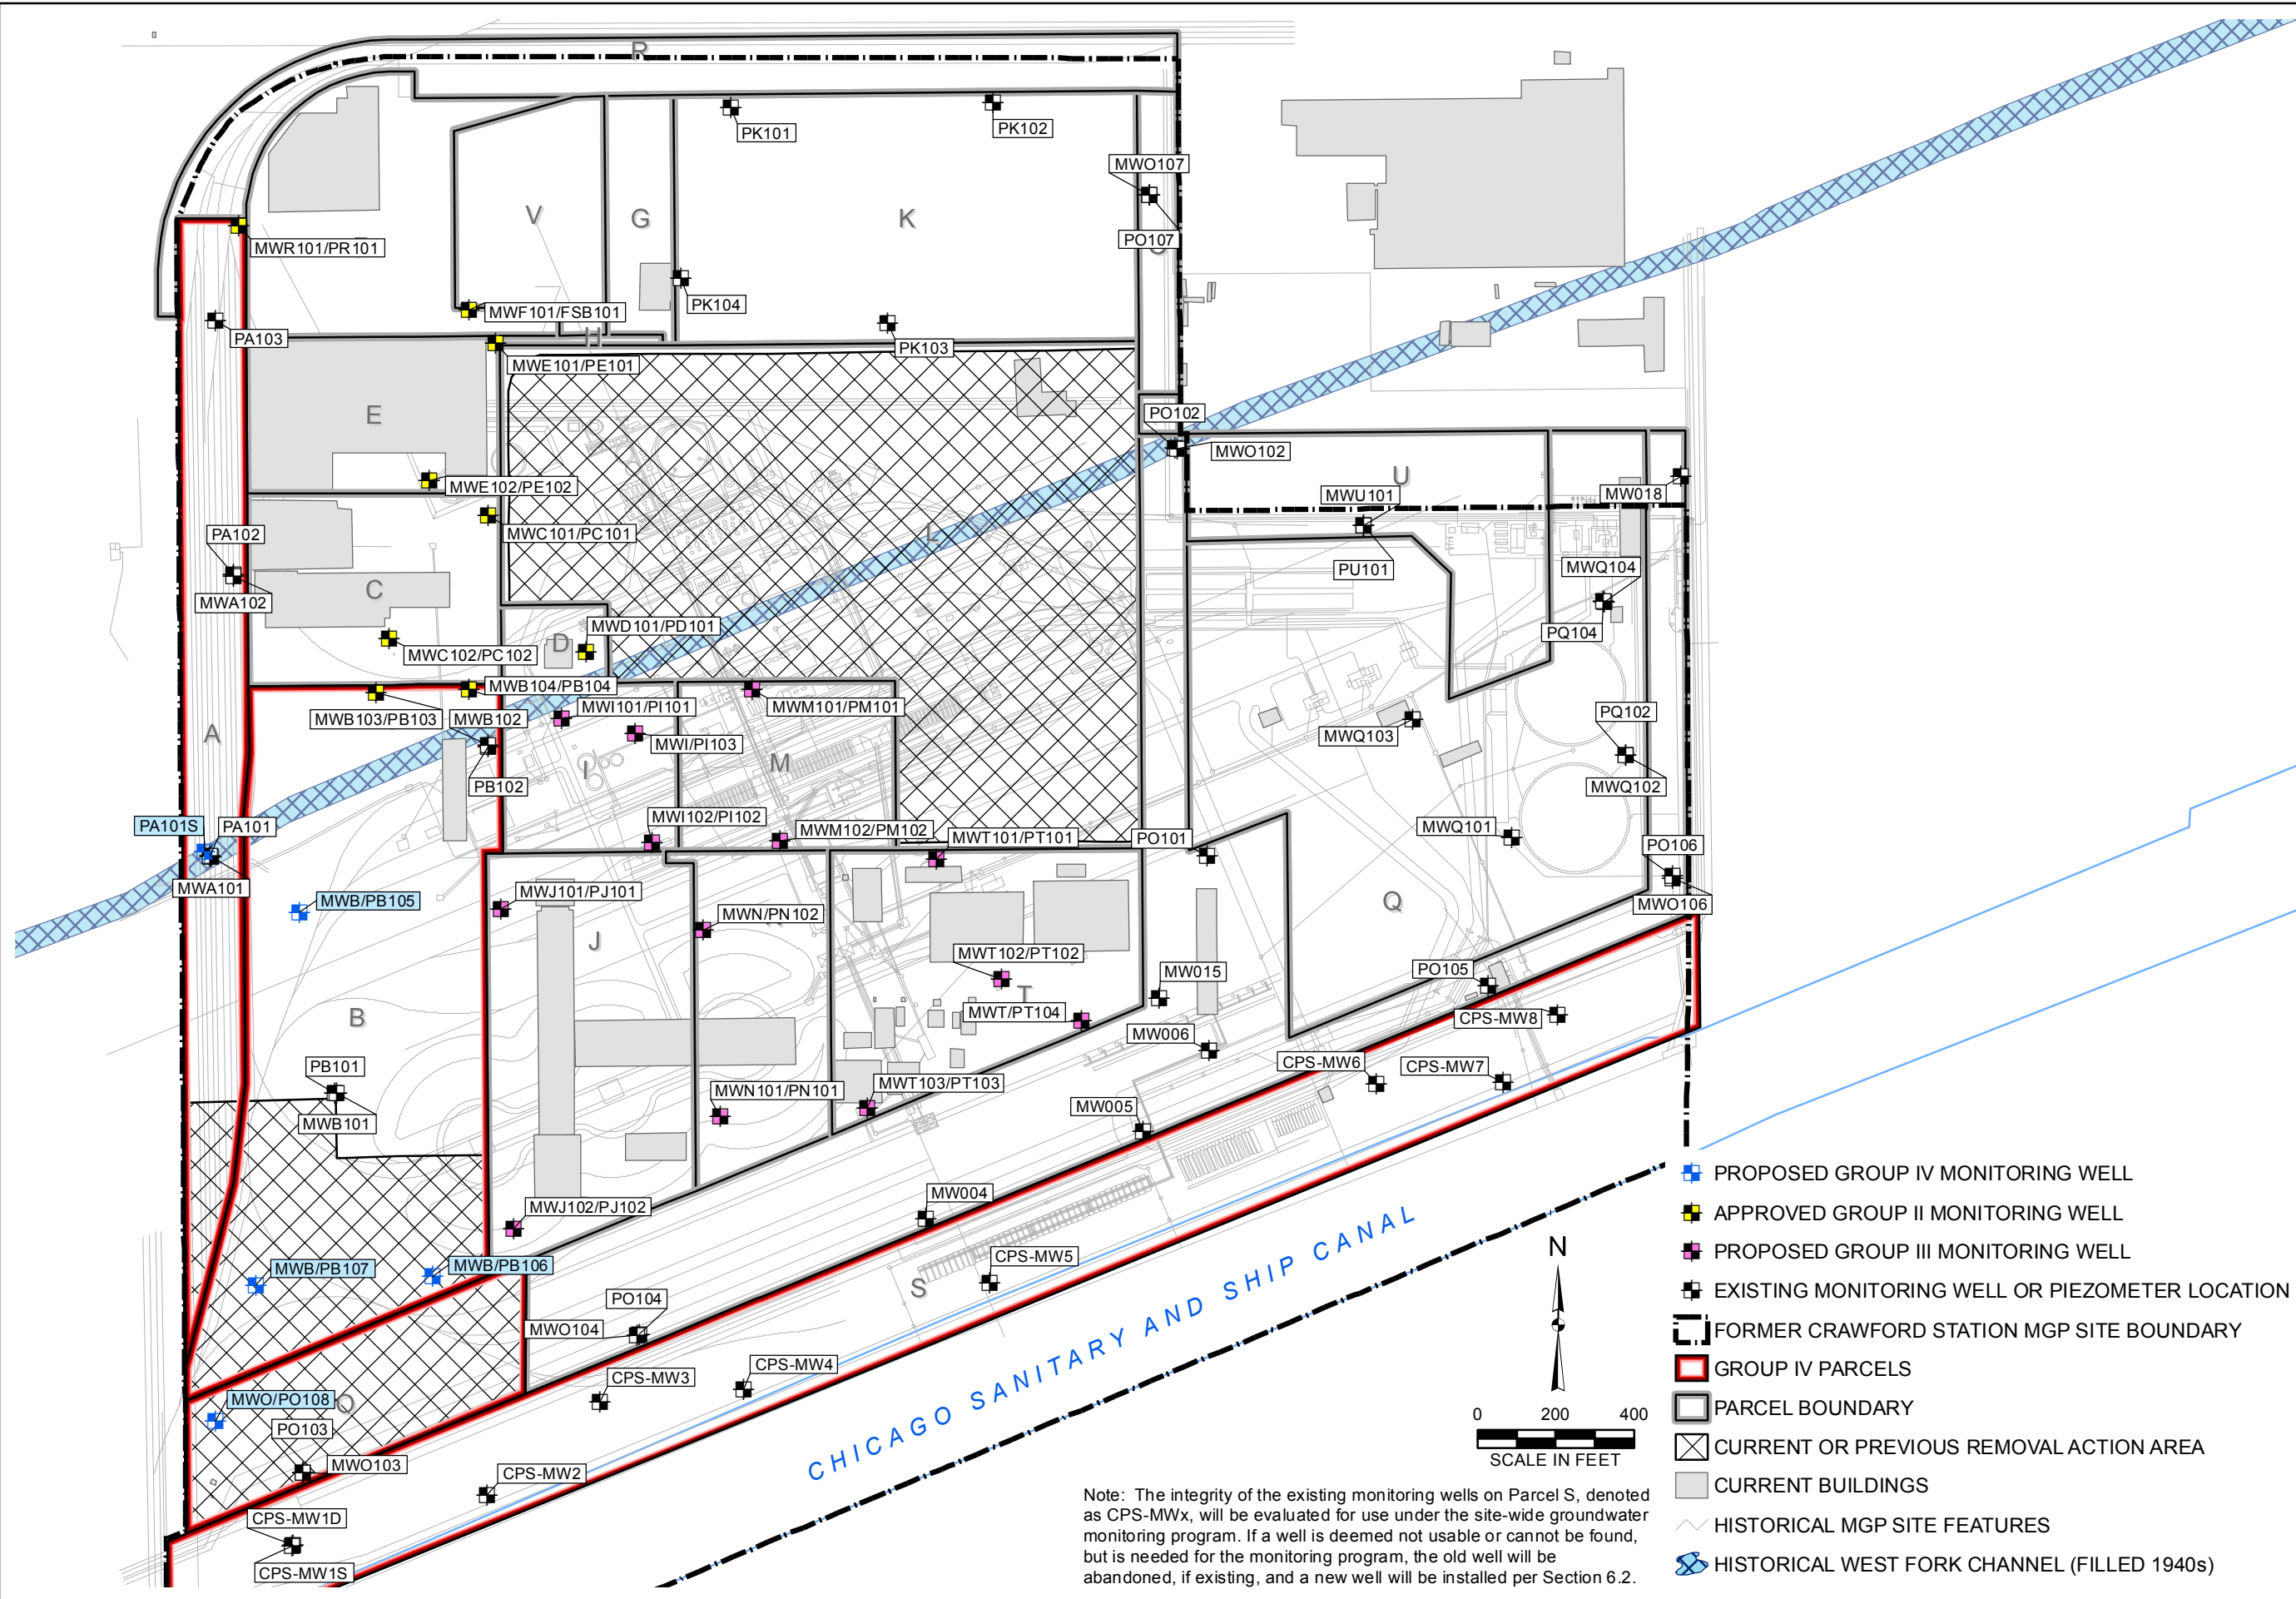 R
PK101
PK102
MWO107
V
G
K
PO107
MWR101/PR101
PK104
MWF101/FSB101
PA103
H
PK103
MWE101/PE101
E
PO102
MWO102
U
MWE102/PE102
MWU101
MW018
MWC101/PC101
L
PA102
PU101
MWQ104
MWA102
C
MWD101/PD101
D
PQ104
MWC102/PC102
MWB104/PB104
MWI101/PI101
MWM101/PM101
MWB103/PB103
MWB102
PQ102
A
MWI/PI103
MWQ103
I
M
PB102
MWQ102
PA101S
PA101
MWI102/PI102
MWM102/PM102
MWT101/PT101
PO101
MWQ101
PO106
MWA101
MWB/PB105
MWJ101/PJ101
MWN/PN102
Q
MWO106
J
MWT102/PT102
MW015
PO105
T
MWT/PT104
B
CPS-MW8
MW006
PB101
CPS-MW6
CPS-MW7
MWT103/PT103
MWN101/PN101
MW005
MWB101
MW004
MWJ102/PJ102
CPS-MW5
MWB/PB107
MWB/PB106
S
PO104
MWO104
CPS-MW4
CPS-MW3
MWO/PO108
O
PO103
MWO103
CPS-MW2
CPS-MW1D
CPS-MW1S
CHICAGO SANITARY AND SHIP CANAL
N
0 200 400
SCALE IN FEET
Note: The integrity of the existing monitoring wells on Parcel S, denoted
as CPS-MWx, will be evaluated for use under the site-wide groundwater
monitoring program. If a well is deemed not usable or cannot be found,
but is needed for the monitoring program, the old well will be
abandoned, if existing, and a new well will be installed per Section 6.2.
PROPOSED GROUP IV MONITORING WELL
APPROVED GROUP II MONITORING WELL
PROPOSED GROUP III MONITORING WELL
EXISTING MONITORING WELL OR PIEZOMETER LOCATION
FORMER CRAWFORD STATION MGP SITE BOUNDARY
GROUP IV PARCELS
PARCEL BOUNDARY
CURRENT OR PREVIOUS REMOVAL ACTION AREA
CURRENT BUILDINGS
HISTORICAL MGP SITE FEATURES
HISTORICAL WEST FORK CHANNEL (FILLED 1940s)